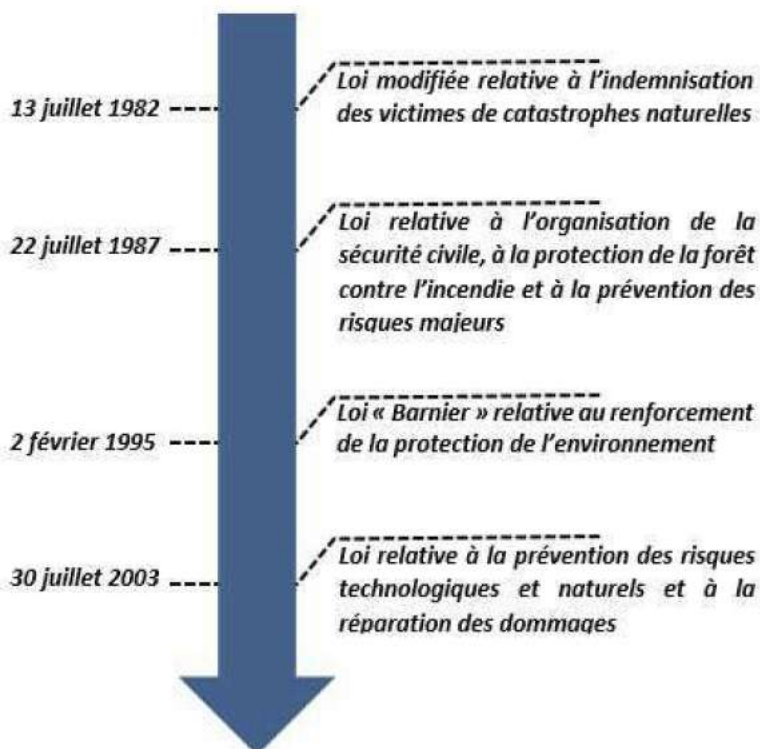 13 juillet 1982
Loi modifiée relative à l'indemnisation
des victimes de catastrophes naturelles
22 juillet 1987
Loi relative à l'organisation de la
sécurité civile, à la protection de la forêt
contre l'incendie et à la prévention des
risques majeurs
2 février 1995
Loi « Barnier » relative au renforcement
de la protection de l'environnement
30 juillet 2003
Loi relative à la prévention des risques
technologiques et naturels et à la
réparation des dommages